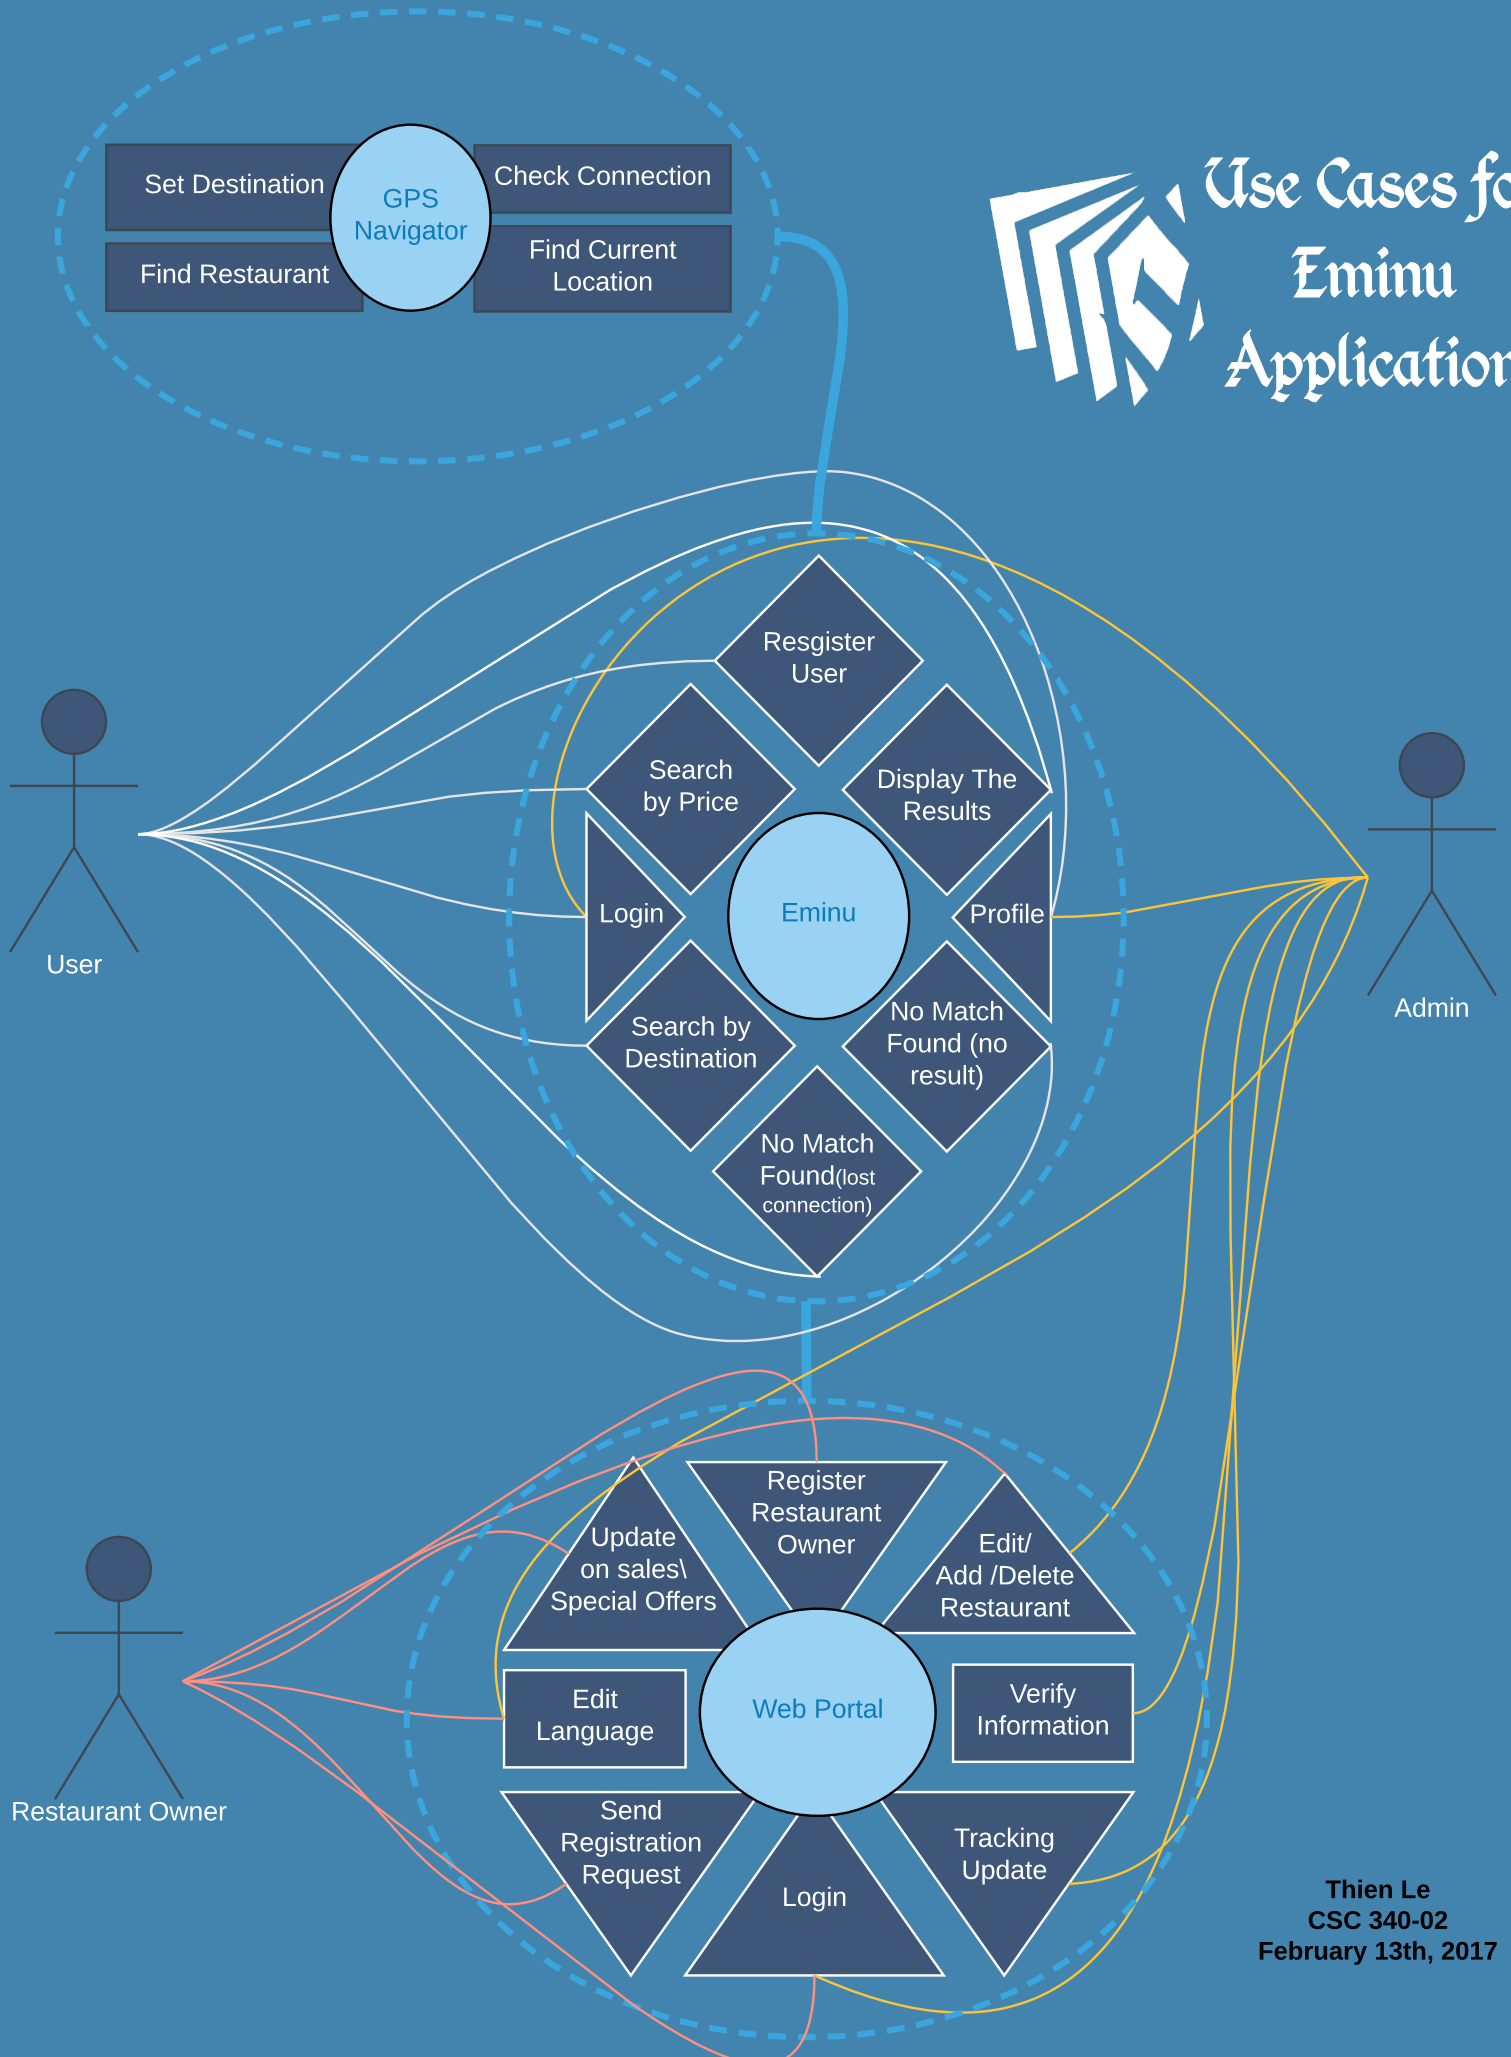 Set Destination
GPS
Navigator
Check Connection
Find Restaurant
Find Current
Location
Use Cases fo
Eminu
Application
Resgister
User
Search
by Price
Display The
Results
Login
Eminu
Profile
Search by
Destination
No Match
Found (no
result)
No Match
Found(lost
connection)
User
Admin
Update
on sales\
Special Offers
Register
Restaurant
Owner
Edit/
Add /Delete
Restaurant
Edit
Language
Web Portal
Verify
Information
Send
Registration
Request
Login
Tracking
Update
Restaurant Owner
Thien Le
CSC 340-02
February 13th, 2017